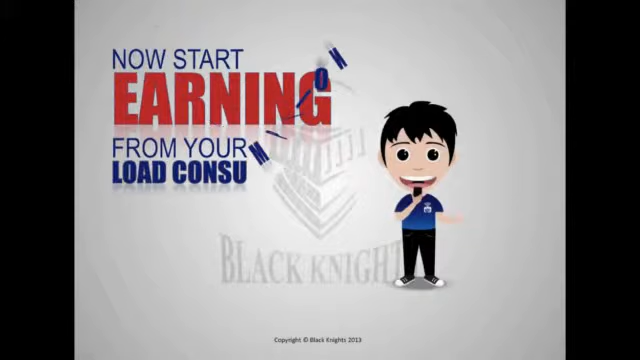 NOW START
EARNING
FROM YOUR
LOAD CONSU
M
O
N
BLACK KNIGHT
Copyright © Black Knights 2013